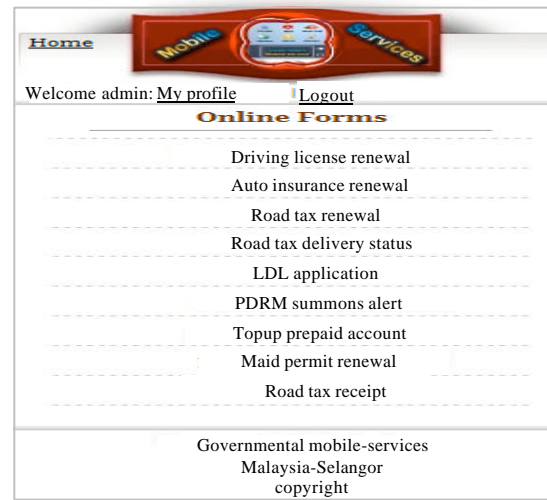 Home
Mobile Services
Welcome admin: My profile Logout
Online Forms
Driving license renewal
Auto insurance renewal
Road tax renewal
Road tax delivery status
LDL application
PDRM summons alert
Topup prepaid account
Maid permit renewal
Road tax receipt
Governmental mobile-services
Malaysia-Selangor
copyright